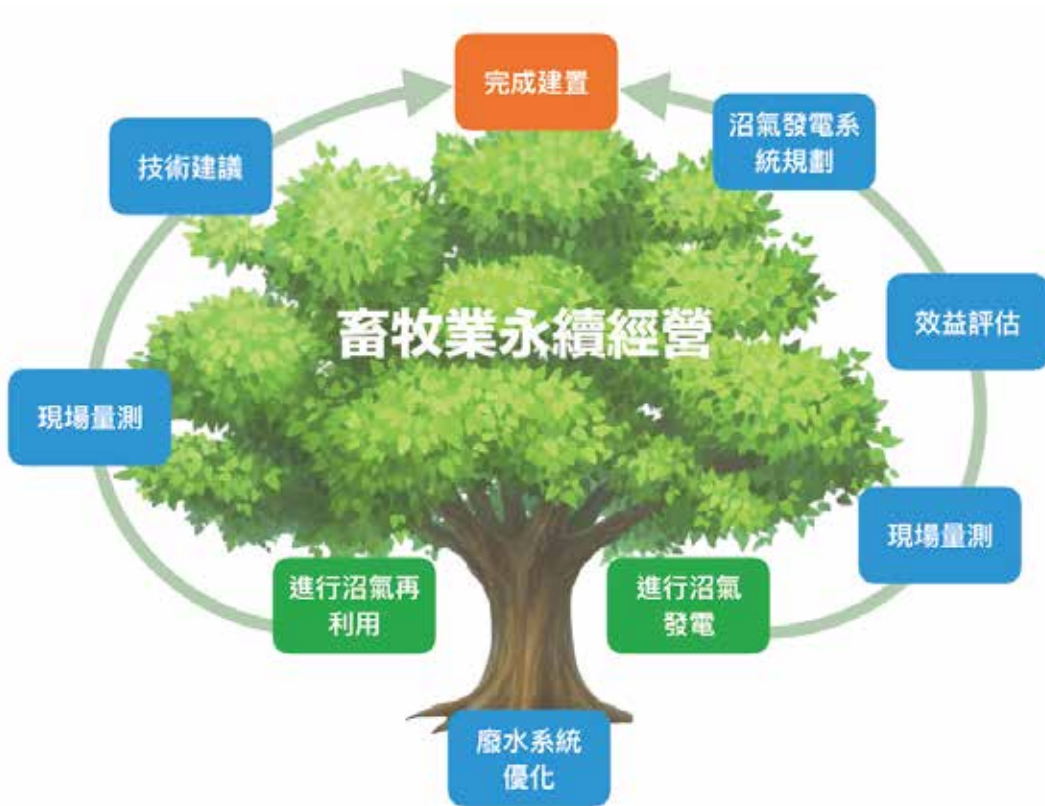 完成建置
技術建議
沼氣發電系
統規劃
畜牧業永續經營
效益評估
現場量測
現場量測
進行沼氣再
利用
進行沼氣
發電
廢水系統
優化